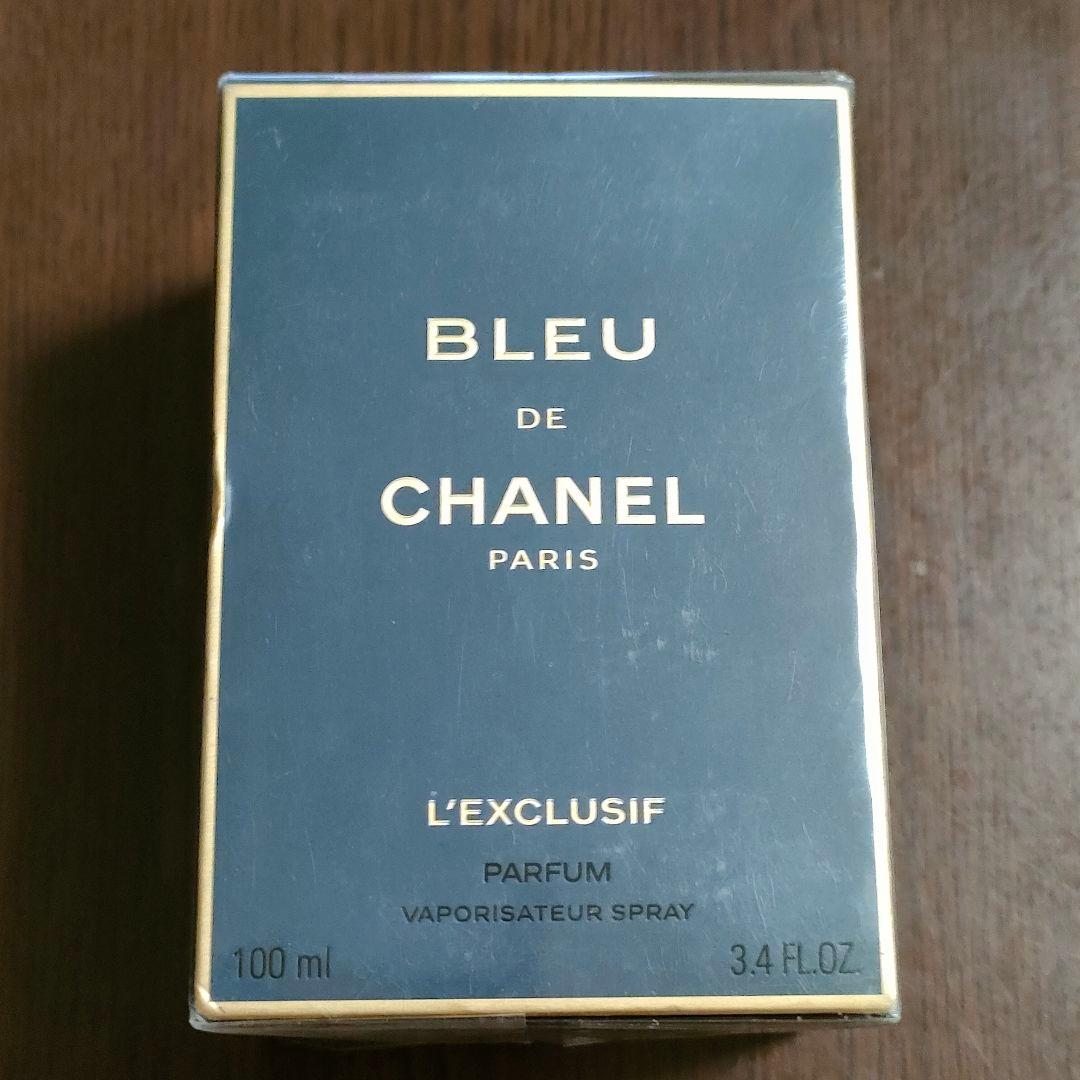 BLEU
DE
CHANEL
PARIS
L'EXCLUSIF
PARFUM
VAPORISATEUR SPRAY
100 ml 3.4 FL.OZ.